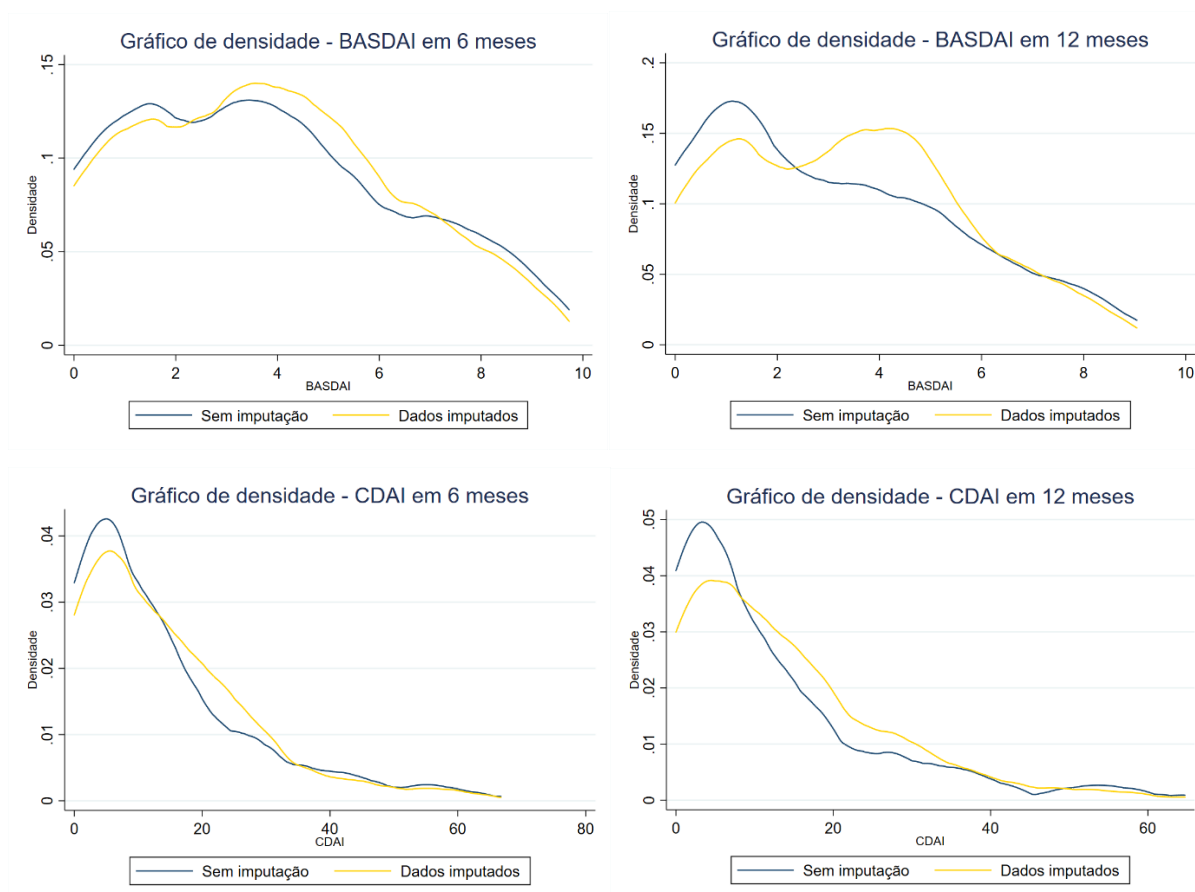 Gráfico de densidade - BASDAI em 6 meses
.15
.1
.05
0
Densidade
0 2 4 6 8 10
BASDAI
Sem imputação Dados imputados
Gráfico de densidade - BASDAI em 12 meses
.2
.15
.1
.05
0
Densidade
0 2 4 6 8 10
BASDAI
Sem imputação Dados imputados
Gráfico de densidade - CDAI em 6 meses
.04
.03
.02
.01
0
Densidade
0 20 40 60 80
CDAI
Sem imputação Dados imputados
Gráfico de densidade - CDAI em 12 meses
.05
.04
.03
.02
.01
0
Densidade
0 20 40 60
CDAI
Sem imputação Dados imputados